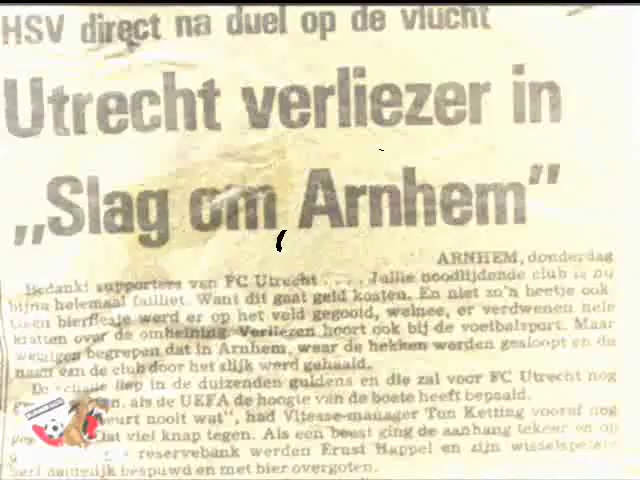 HSV direct na duel op de vlucht
Utrecht verliezer in
„Slag om Arnhem”
ARNHEM, donderdag
Bedankt supporters van FC Utrecht .... Jullie noodlijdende club is nu
bijna helemaal failliet. Want dit gaat geld kosten. En niet zo'n beetje ook
bierflesje werd er op het veld gegooid, welnee, er verdwenen hele
kratten over de omheining. Verliezen hoort ook bij de voetbalsport. Maar
weinigen begrepen dat in Arnhem, waar de hekken werden gesloopt en de
naam van de club door het slijk werd gehaald.
De schade liep in de duizenden guldens en die zal voor FC Utrecht nog
als de UEFA de hoogte van de boete heeft bepaald.
nooit wat", had Vitesse-manager Ton Ketting vooraf nog
Dat viel knap tegen. Als een beest ging de aanhang tekeer en op
reservebank werden Ernst Happel en zijn wisselspelers
bespuwd en met bier overgoten.